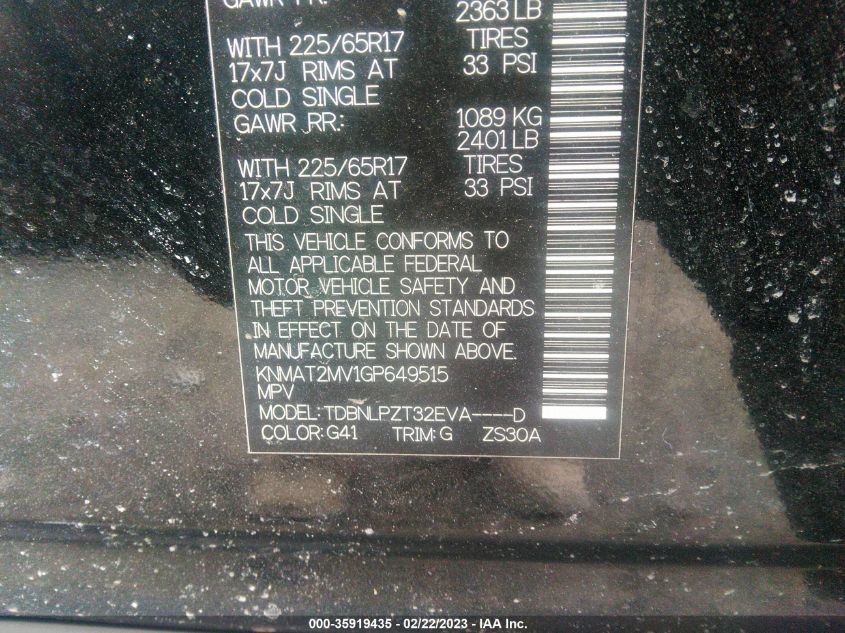 GAWR FR:
2363 LB
WITH 225/65R17 TIRES
17x7J RIMS AT 33 PSI
COLD SINGLE
GAWR RR: 1089 KG
2401 LB
WITH 225/65R17 TIRES
17x7J RIMS AT 33 PSI
COLD SINGLE
THIS VEHICLE CONFORMS TO
ALL APPLICABLE FEDERAL
MOTOR VEHICLE SAFETY AND
THEFT PREVENTION STANDARDS
IN EFFECT ON THE DATE OF
MANUFACTURE SHOWN ABOVE.
KNMAT2MV1GP649515
MPV
MODEL: TDBNLPZT32EVA----D
COLOR: G41 TRIM: G ZS30A
000-35919435 - 02/22/2023 - IAA Inc.